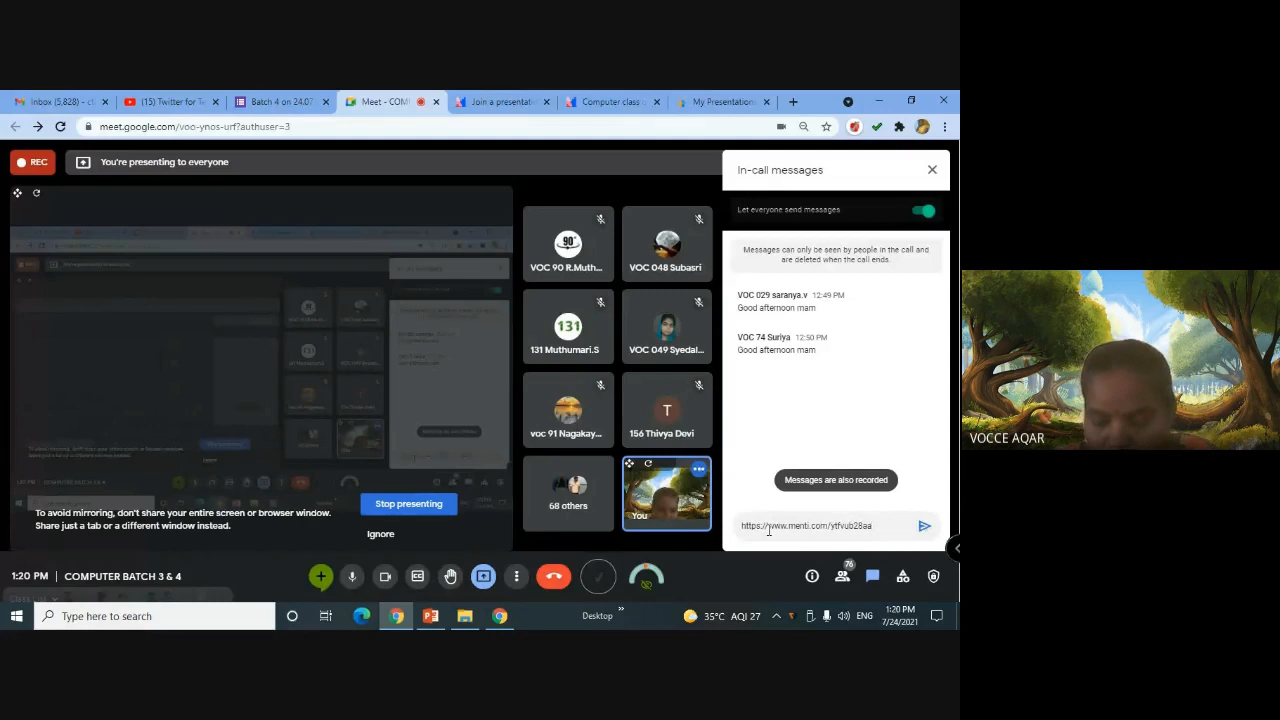 Inbox (5,828) - ct
(15) Twitter for Te
Batch 4 on 24.07
Meet - COM
Join a presentat
Computer class
My Presentation
meet.google.com/voo-ynos-urf?authuser=3
REC
You're presenting to everyone
In-call messages
Let everyone send messages
Messages can only be seen by people in the call and
are deleted when the call ends.
VOC 029 saranya.v 12:49 PM
Good afternoon mam
VOC 74 Suriya 12:50 PM
Good afternoon mam
Messages are also recorded
https://www.menti.com/ytfvub28aa
90°
VOC 90 R.Muth...
VOC 048 Subasri
131
131 Muthumari.S
VOC 049 Syedal...
voc 91 Nagakay...
T
156 Thivya Devi
68 others
You
To avoid mirroring, don't share your entire screen or browser window.
Share just a tab or a different window instead.
Stop presenting
Ignore
VOCCE AQAR
1:20 PM
COMPUTER BATCH 3 & 4
76
Type here to search
Desktop
35°C AQI 27
ENG
1:20 PM
7/24/2021